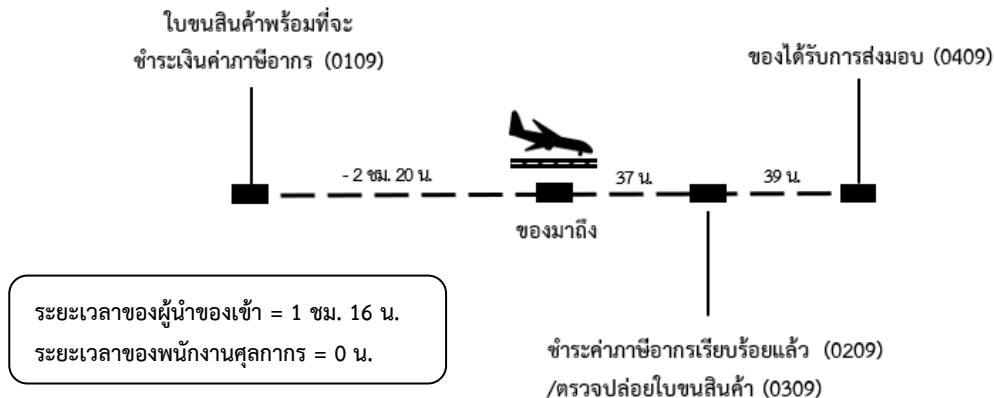 ใบขนสินค้าพร้อมที่จะ
ชำระเงินค่าภาษีอากร (0109)
ของได้รับการส่งมอบ (0409)
- 2 ชม. 20 น.
37 น.
39 น.
ของมาถึง
ระยะเวลาของผู้นำของเข้า = 1 ชม. 16 น.
ระยะเวลาของพนักงานศุลกากร = 0 น.
ชำระค่าภาษีอากรเรียบร้อยแล้ว (0209)
/ตรวจปล่อยใบขนสินค้า (0309)